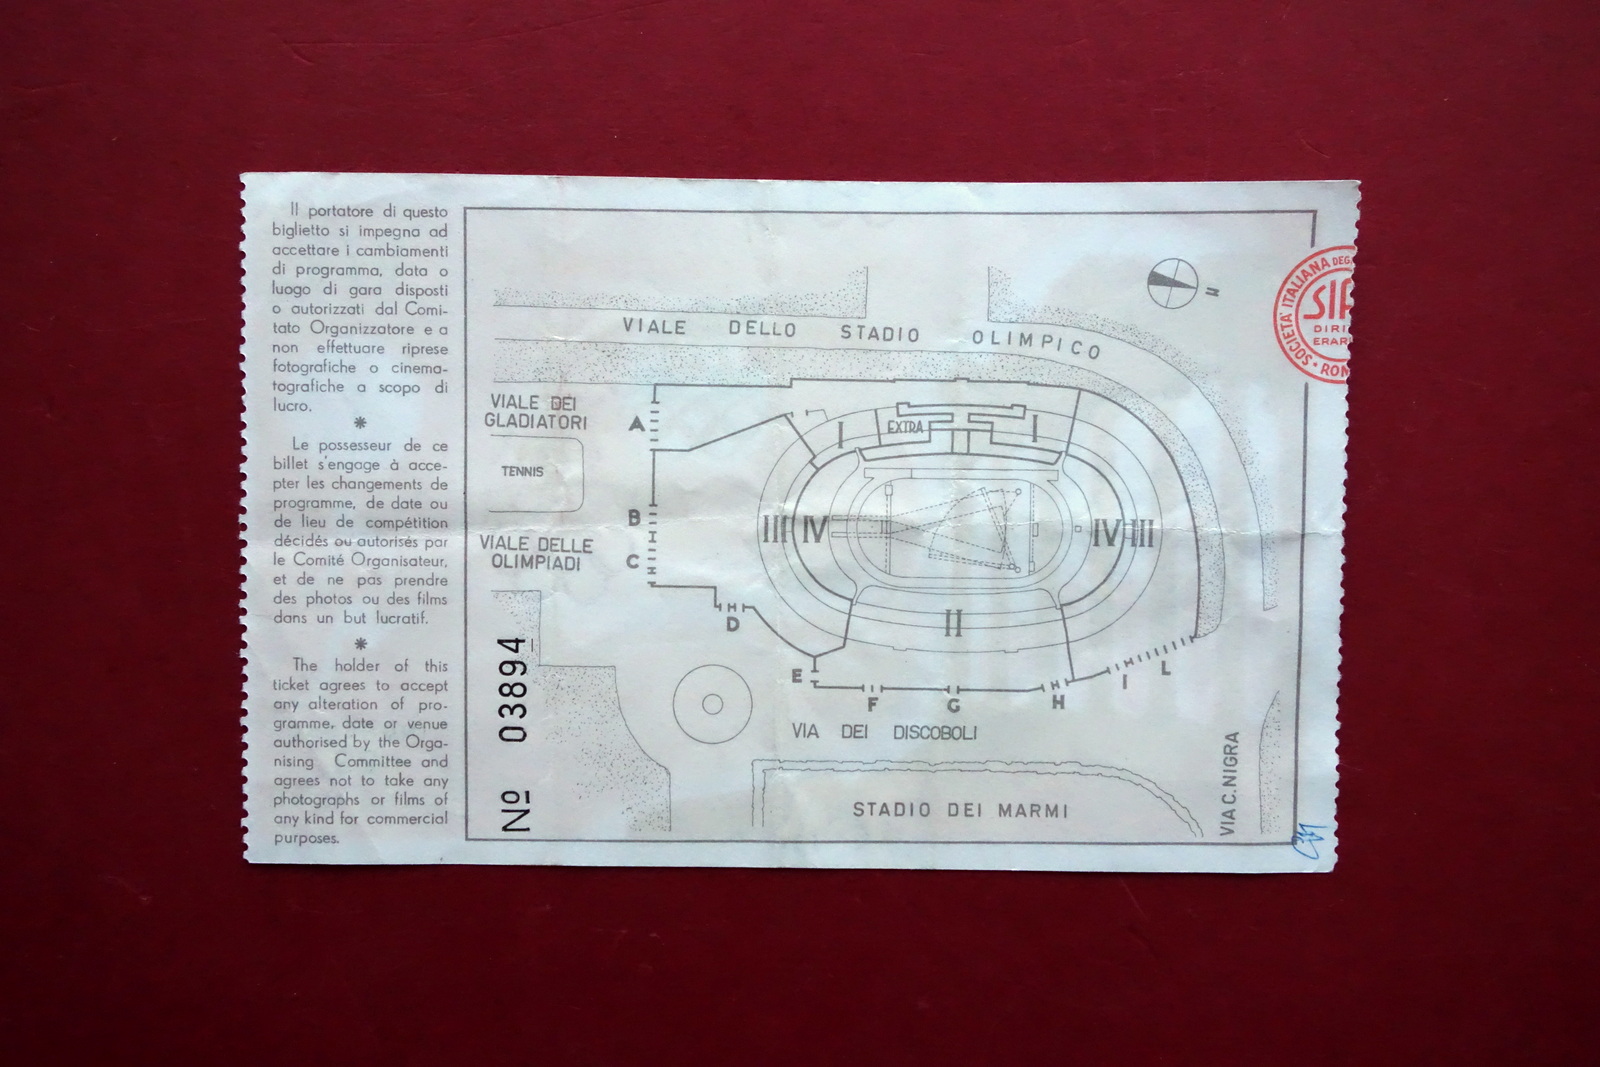 Il portatore di questo
biglietto si impegna ad
accettare i cambiamenti
di programma, data o
luogo di gara disposti
o autorizzati dal Comi-
tato Organizzatore e a
non effettuare riprese
fotografiche o cinema-
tografiche a scopo di
lucro.
*
Le possesseur de ce
billet s'engage à acce-
pter les changements de
programme, de date ou
de lieu de compétition
décidés ou autorisés par
le Comité Organisateur,
et de ne pas prendre
des photos ou des films
dans un but lucratif.
*
The holder of this
ticket agrees to accept
any alteration of pro-
gramme, date or venue
authorised by the Orga-
nising Committee and
agrees not to take any
photographs or films of
any kind for commercial
purposes.
VIALE DELLO STADIO OLIMPICO
VIALE DEI
GLADIATORI
TENNIS
VIALE DELLE
OLIMPIADI
A
B
C
D
E
F
G
H
I
L
I
EXTRA
I
III
IV
IV
III
II
VIA DEI DISCOBOLI
STADIO DEI MARMI
VIA C. NIGRA
Nº 03894
N
SOCIETA' ITALIANA DEG
SIA
DIRI
ERAR
ROM